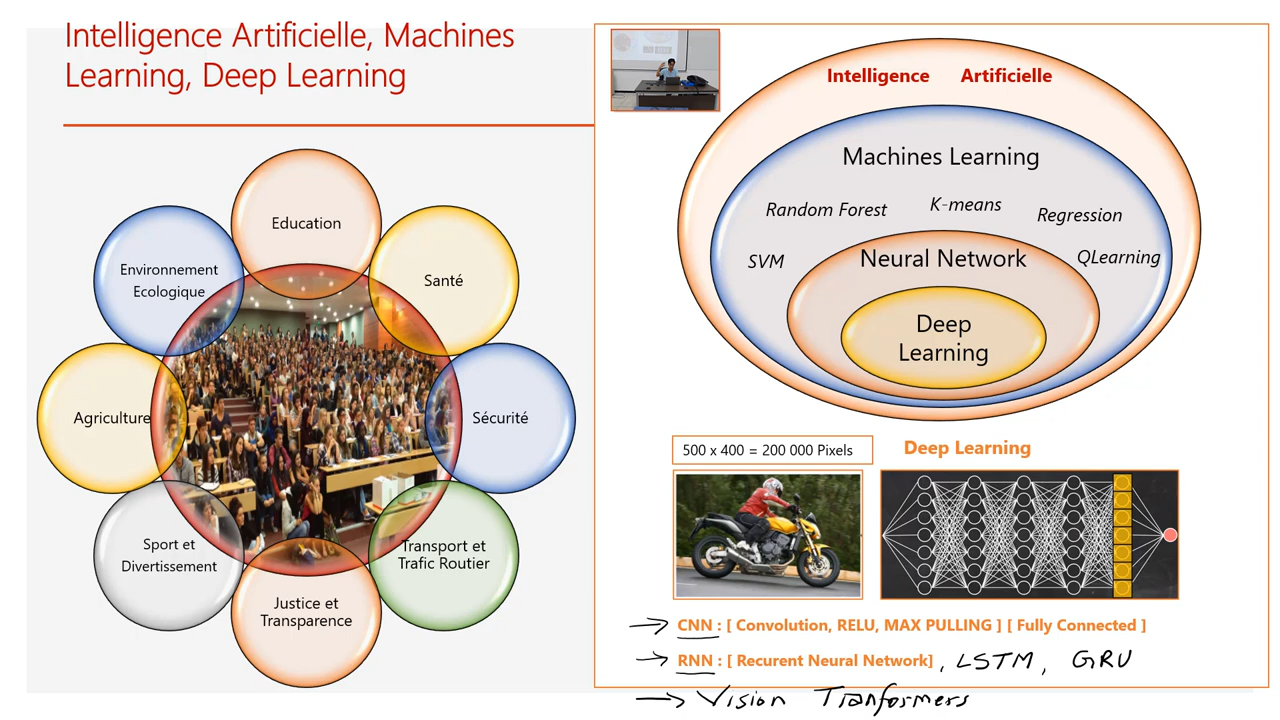 Intelligence Artificielle, Machines
Learning, Deep Learning
Education
Santé
Sécurité
Transport et
Trafic Routier
Justice et
Transparence
Sport et
Divertissement
Agriculture
Environnement
Ecologique
Intelligence Artificielle
Machines Learning
Random Forest
K-means
Regression
SVM
QLearning
Neural Network
Deep
Learning
500 x 400 = 200 000 Pixels
Deep Learning
CNN : [ Convolution, RELU, MAX PULLING ] [ Fully Connected ]
RNN : [ Recurent Neural Network] , LSTM , GRU
Vision Tranformers